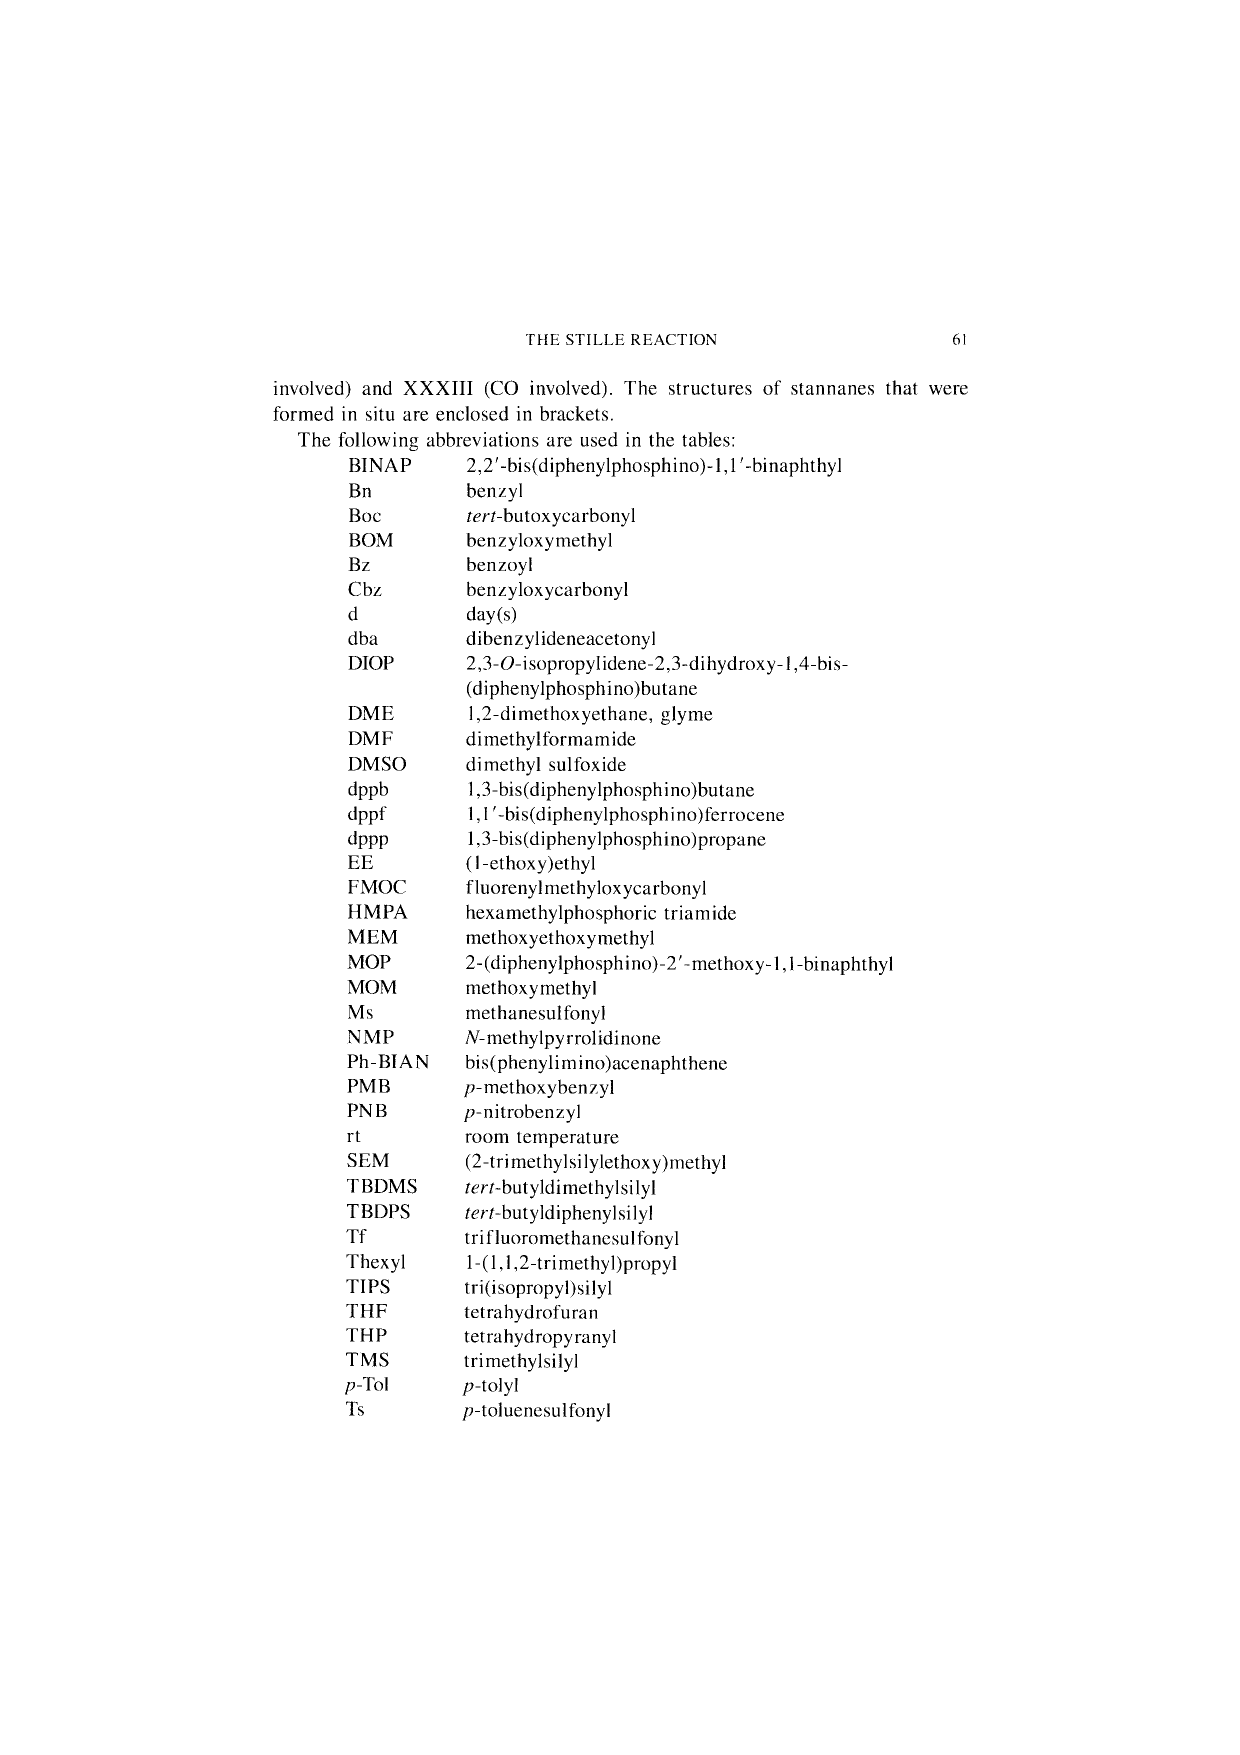 THE STILLE REACTION 61
involved) and XXXIII (CO involved). The structures of stannanes that were
formed in situ are enclosed in brackets.
The following abbreviations are used in the tables:
BINAP 2,2′-bis(diphenylphosphino)-1,1′-binaphthyl
Bn benzyl
Boc tert-butoxycarbonyl
BOM benzyloxymethyl
Bz benzoyl
Cbz benzyloxycarbonyl
d day(s)
dba dibenzylideneacetonyl
DIOP 2,3-O-isopropylidene-2,3-dihydroxy-1,4-bis-
(diphenylphosphino)butane
DME 1,2-dimethoxyethane, glyme
DMF dimethylformamide
DMSO dimethyl sulfoxide
dppb 1,3-bis(diphenylphosphino)butane
dppf 1,1′-bis(diphenylphosphino)ferrocene
dppp 1,3-bis(diphenylphosphino)propane
EE (1-ethoxy)ethyl
FMOC fluorenylmethyloxycarbonyl
HMPA hexamethylphosphoric triamide
MEM methoxyethoxymethyl
MOP 2-(diphenylphosphino)-2′-methoxy-1,1-binaphthyl
MOM methoxymethyl
Ms methanesulfonyl
NMP N-methylpyrrolidinone
Ph-BIAN bis(phenylimino)acenaphthene
PMB p-methoxybenzyl
PNB p-nitrobenzyl
rt room temperature
SEM (2-trimethylsilylethoxy)methyl
TBDMS tert-butyldimethylsilyl
TBDPS tert-butyldiphenylsilyl
Tf trifluoromethanesulfonyl
Thexyl 1-(1,1,2-trimethyl)propyl
TIPS tri(isopropyl)silyl
THF tetrahydrofuran
THP tetrahydropyranyl
TMS trimethylsilyl
p-Tol p-tolyl
Ts p-toluenesulfonyl